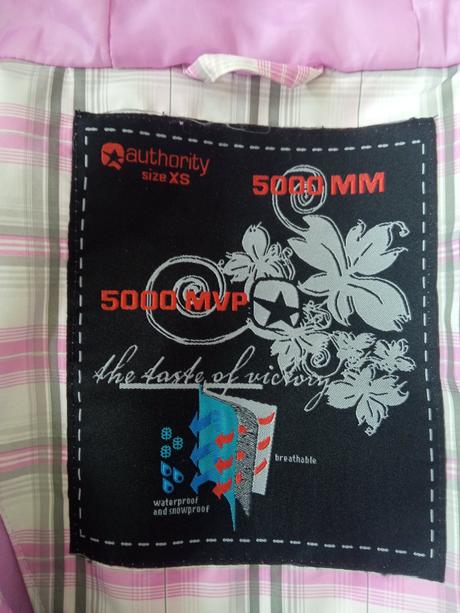 authority
size XS
5000 MM
5000 MVP
the taste of victory
breathable
waterproof
and snowproof